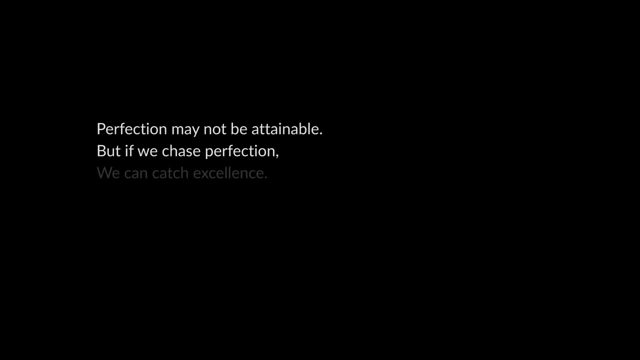 Perfection may not be attainable.
But if we chase perfection,
We can catch excellence.